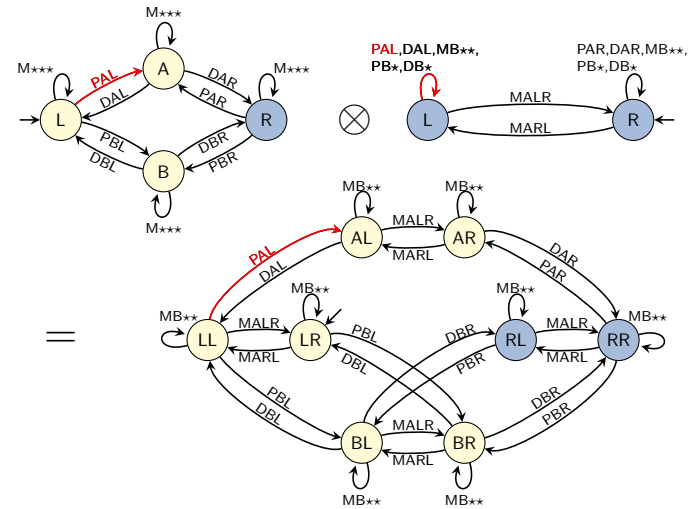 M⋆⋆⋆
M⋆⋆⋆
M⋆⋆⋆
PAL
A
DAR
DAL
PAR
L
R
PBL
DBR
DBL
PBR
B
M⋆⋆⋆
⊗
PAL,DAL,MB⋆⋆,
PB⋆,DB⋆
PAR,DAR,MB⋆⋆,
PB⋆,DB⋆
MALR
L
R
MARL
=
MB⋆⋆
MB⋆⋆
MALR
AL
AR
MARL
PAL
DAL
DAR
PAR
MB⋆⋆
MB⋆⋆
MB⋆⋆
MB⋆⋆
MALR
LL
LR
MARL
PBL
DBL
DBR
PBR
MALR
RL
RR
MARL
PBL
DBL
DBR
PBR
MALR
BL
BR
MARL
MB⋆⋆
MB⋆⋆